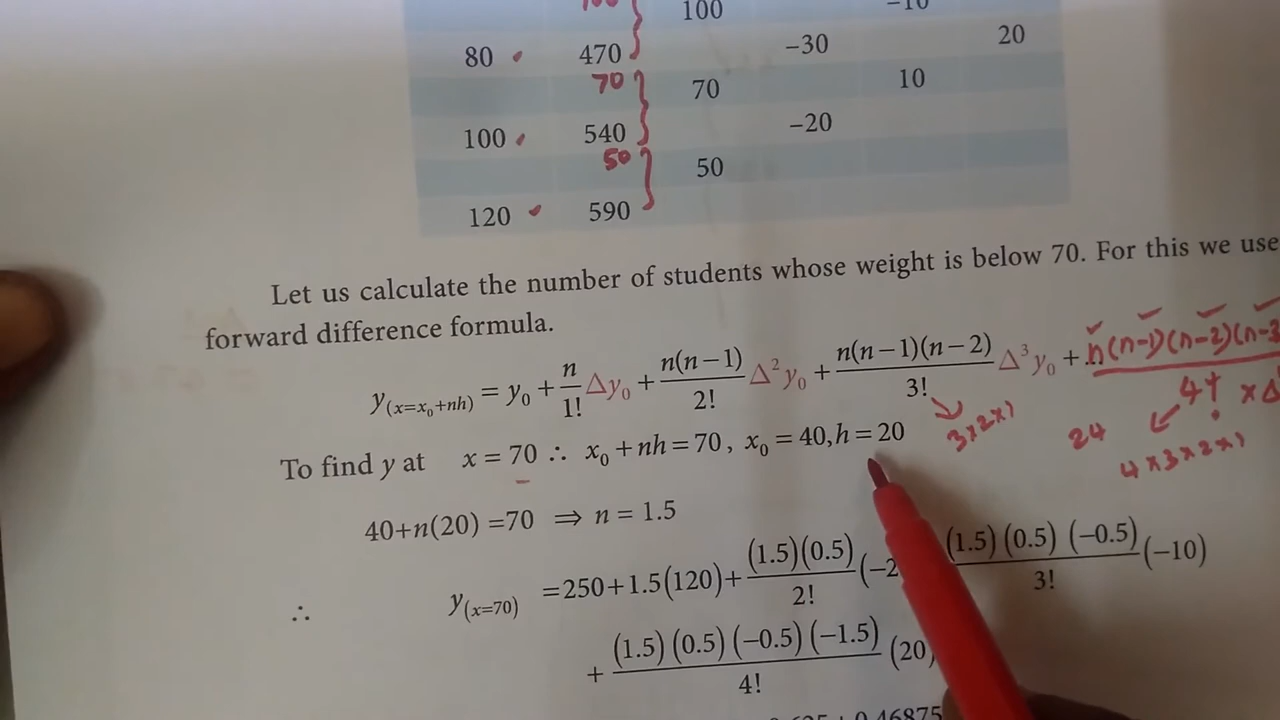 100 100 −10
80 470 −30 20
70 70 10
100 540 −20
50 50
120 590
Let us calculate the number of students whose weight is below 70. For this we use
forward difference formula.
y(x=x₀+nh) = y₀ + n/1! Δy₀ + n(n−1)/2! Δ²y₀ + n(n−1)(n−2)/3! Δ³y₀ + n(n-1)(n-2)(n-3 / 4! ×Δ
3×2×1 24 4×3×2×1
To find y at x = 70 ∴ x₀ + nh = 70, x₀ = 40, h = 20
40+n(20) =70 ⇒ n = 1.5
∴ y(x=70) =250+1.5(120)+ (1.5)(0.5)/2! (−2 (1.5)(0.5)(−0.5)/3! (−10)
+ (1.5)(0.5)(−0.5)(−1.5)/4! (20)
+ 0.46875